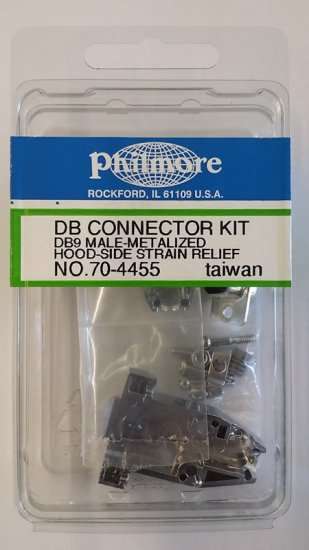 philmore
ROCKFORD, IL 61109 U.S.A.
DB CONNECTOR KIT
DB9 MALE-METALIZED
HOOD-SIDE STRAIN RELIEF
NO.70-4455 taiwan